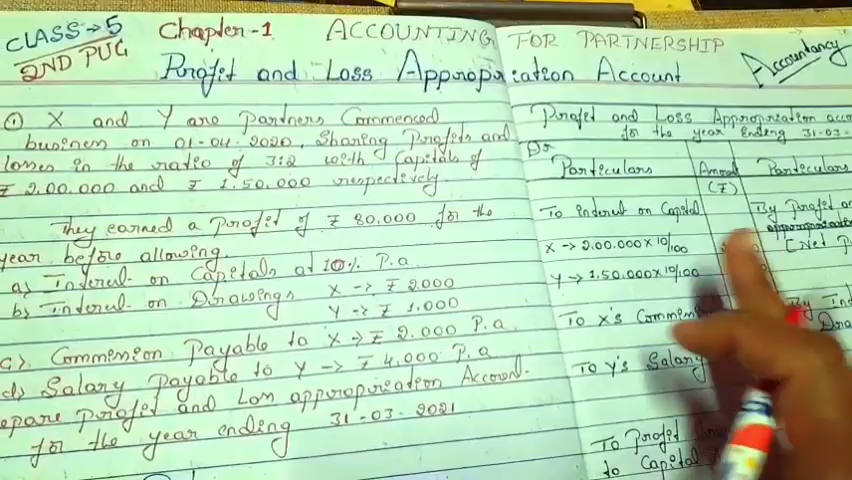 CLASS → 5
2ND PUC
Chapter-1 ACCOUNTING FOR PARTNERSHIP
Accountancy
Profit and Loss Appropriation Account
① X and Y are Partners Commenced
business on 01-04-2020, Sharing Profits and
losses in the ratio of 3:2 with Capitals of
₹ 2,00,000 and ₹ 1,50,000 respectively
They earned a Profit of ₹ 80,000 for the
year before allowing.
a) Interest on Capitals at 10% P.a
b) Interest on Drawings X → ₹ 2000
Y → ₹ 1,000
c) Commission Payable to X → ₹ 2,000 P.a
d) Salary Payable to Y → ₹ 4,000 P.a
epare Profit and Loss appropriation Account
for the year ending 31-03-2021
Profit and Loss Appropriation acco
for the year Ending 31-03-
Dr
Particulars Particulars
(₹)
To interest on Capital
X → 2,00,000 × 10/100
Y → 1,50,000 × 10/100
To X's
To Y's Salary
To Profit
to Capital
By Profit
appropriation
[Net P
By Int